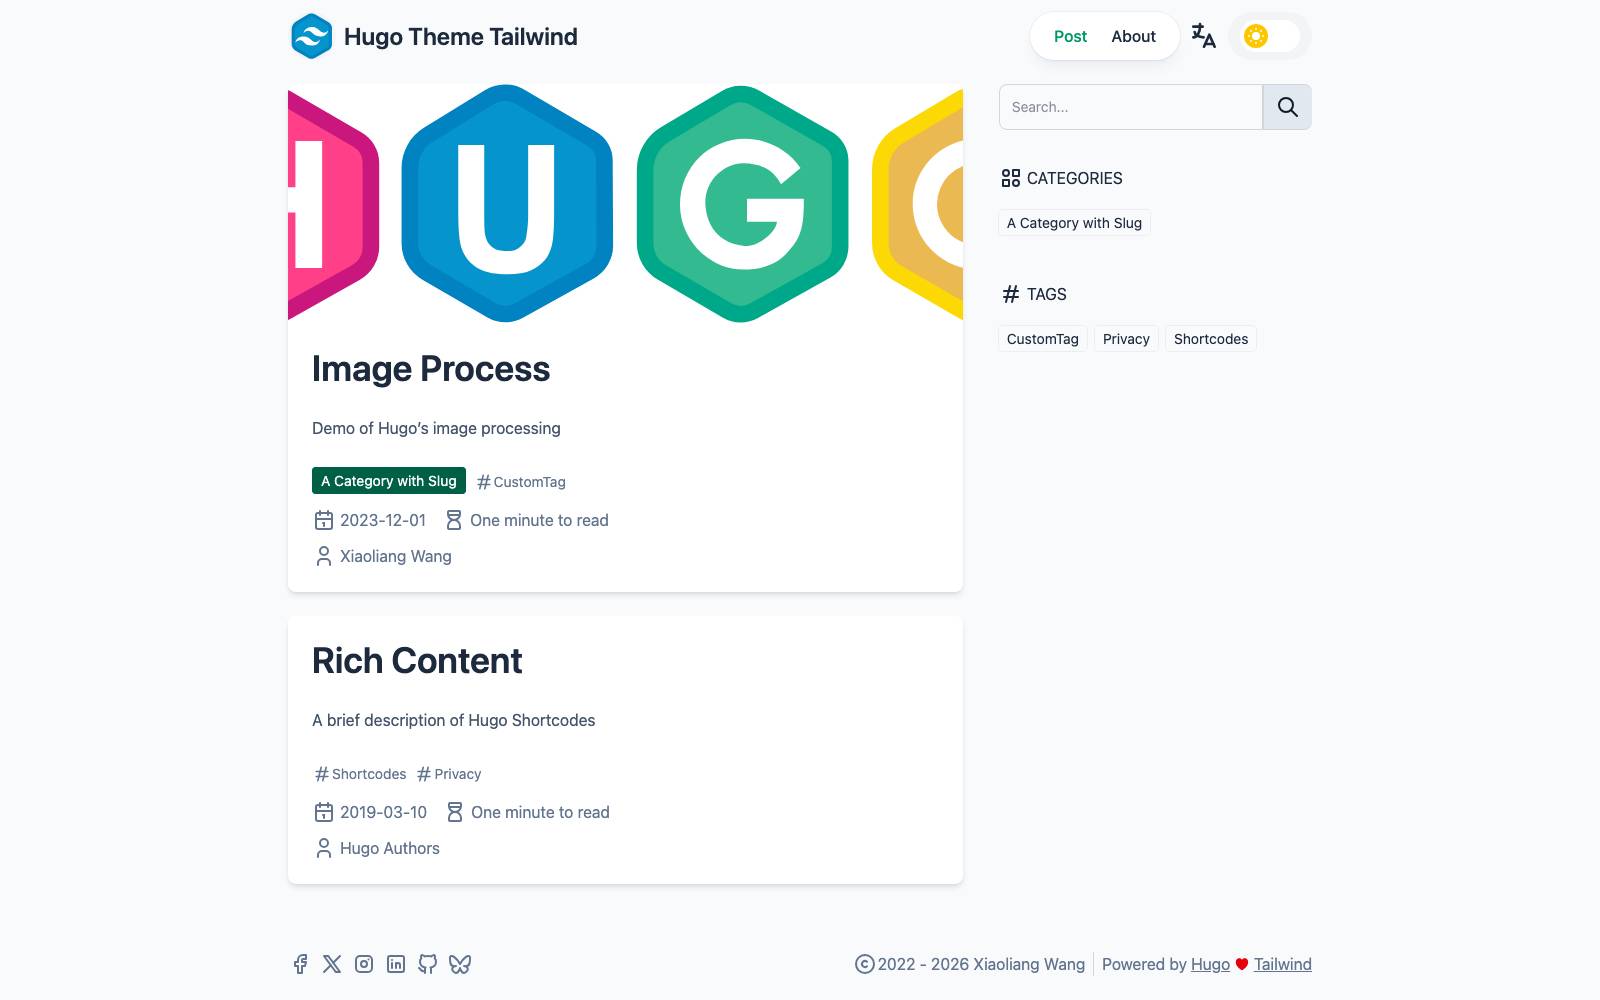 Hugo Theme Tailwind
Post About
Search...
H U G O
CATEGORIES
A Category with Slug
TAGS
CustomTag Privacy Shortcodes
Image Process
Demo of Hugo’s image processing
A Category with Slug #CustomTag
2023-12-01 One minute to read
Xiaoliang Wang
Rich Content
A brief description of Hugo Shortcodes
#Shortcodes #Privacy
2019-03-10 One minute to read
Hugo Authors
© 2022 - 2026 Xiaoliang Wang Powered by Hugo ♥ Tailwind